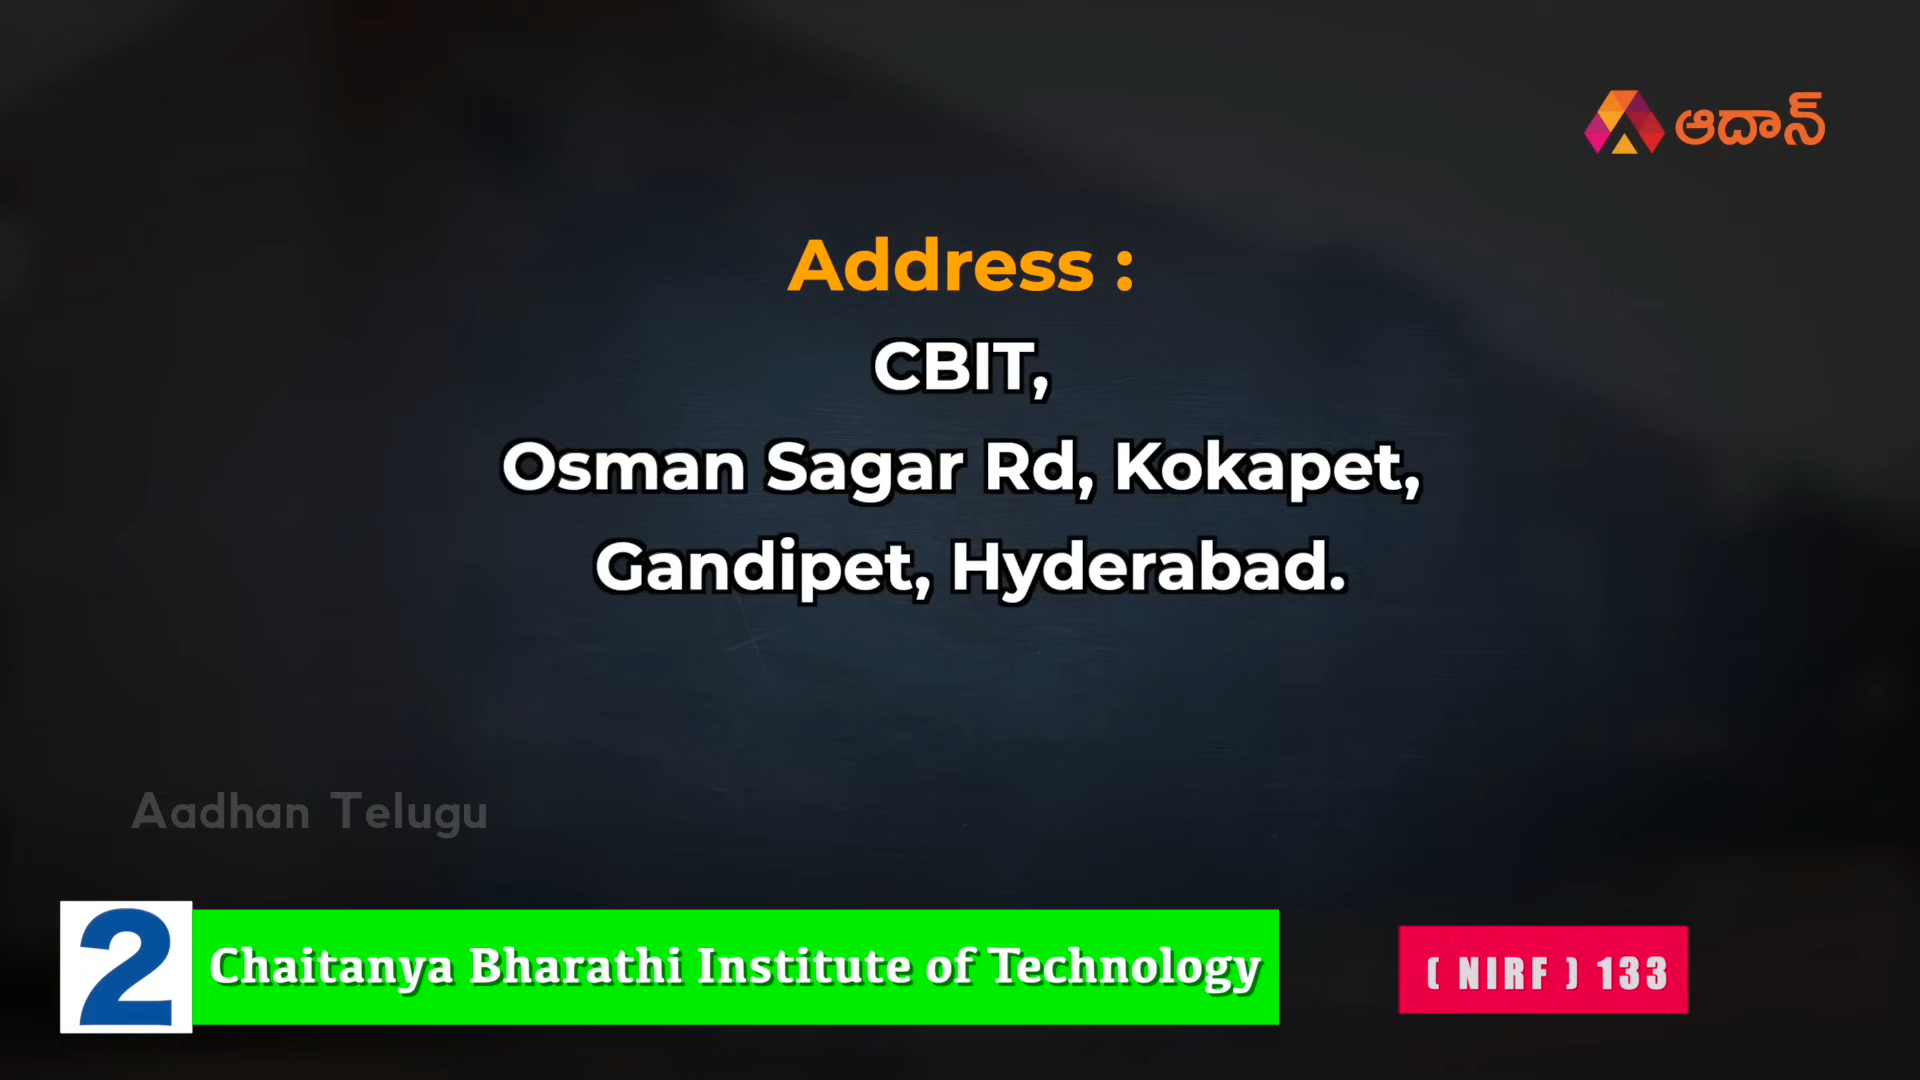 ఆదాన్
Address :
CBIT,
Osman Sagar Rd, Kokapet,
Gandipet, Hyderabad.
Aadhan Telugu
2
Chaitanya Bharathi Institute of Technology
( NIRF ) 133